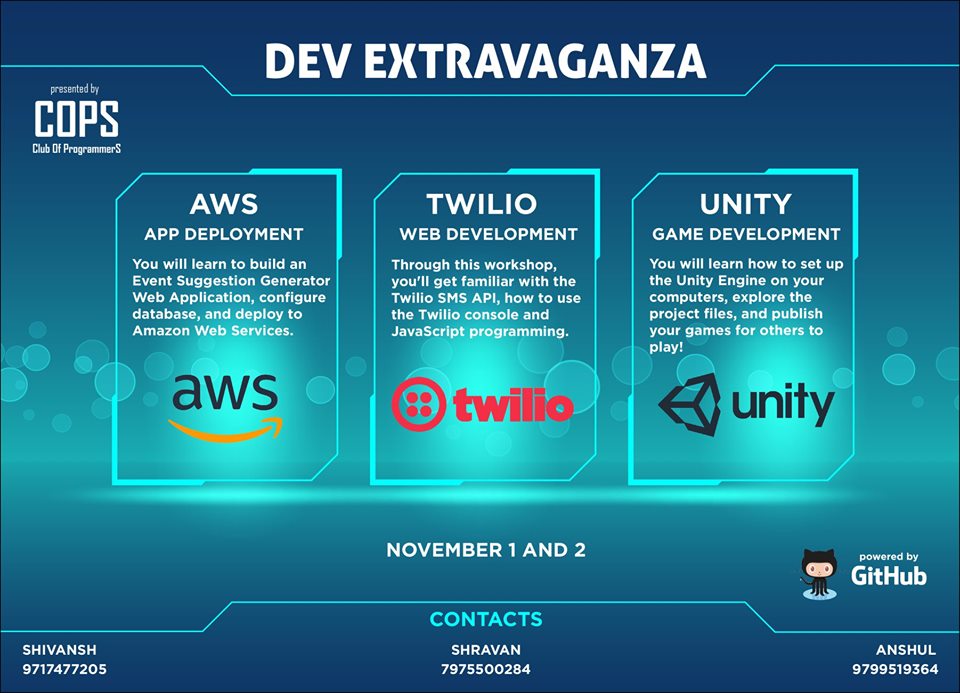 DEV EXTRAVAGANZA
presented by
COPS
Club Of ProgrammerS
AWS
APP DEPLOYMENT
You will learn to build an
Event Suggestion Generator
Web Application, configure
database, and deploy to
Amazon Web Services.
aws
TWILIO
WEB DEVELOPMENT
Through this workshop,
you'll get familiar with the
Twilio SMS API, how to use
the Twilio console and
JavaScript programming.
twilio
UNITY
GAME DEVELOPMENT
You will learn how to set up
the Unity Engine on your
computers, explore the
project files, and publish
your games for others to
play!
unity
NOVEMBER 1 AND 2
powered by
GitHub
CONTACTS
SHIVANSH
9717477205
SHRAVAN
7975500284
ANSHUL
9799519364